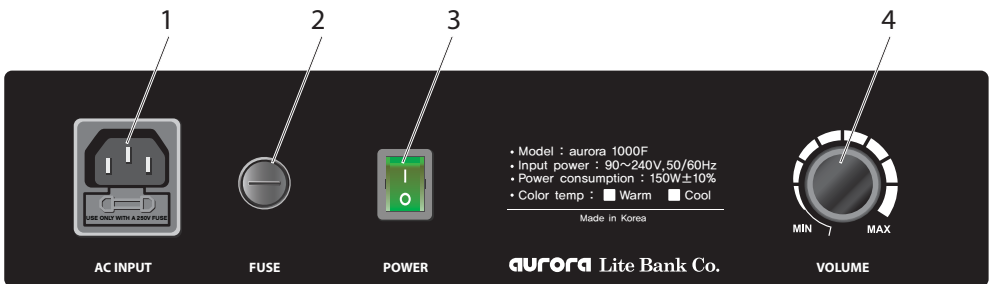 1 2 3 4
• Model : aurora 1000F
• Input power : 90~240V,50/60Hz
• Power consumption : 150W±10%
• Color temp : Warm Cool
Made in Korea
I
O
USE ONLY WITH A 250V FUSE
MIN MAX
AC INPUT FUSE POWER aurora Lite Bank Co. VOLUME